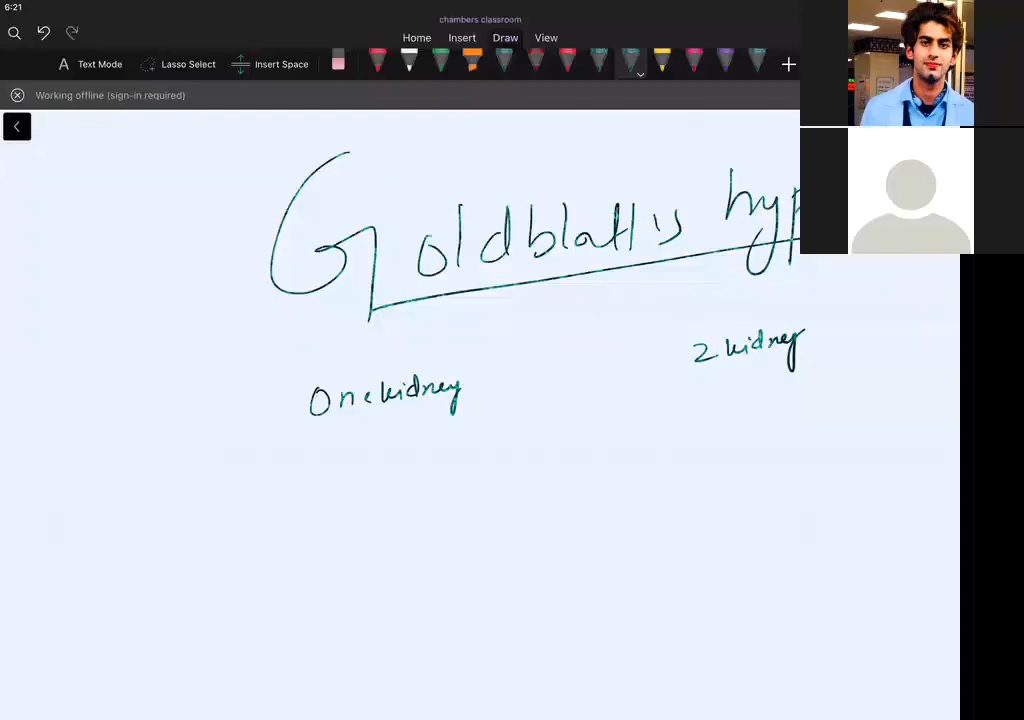 6:21
chambers classroom
Home Insert Draw View
A Text Mode Lasso Select Insert Space
Working offline (sign-in required)
Goldblatt's hyp
2 kidney
One kidney